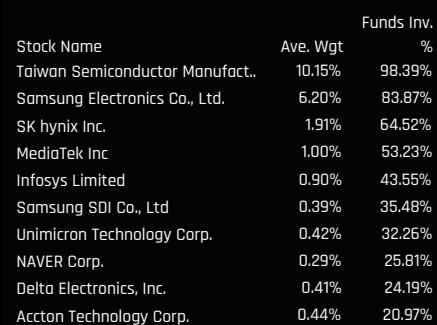 Funds Inv.
Stock Name Ave. Wgt %
Taiwan Semiconductor Manufact.. 10.15% 98.39%
Samsung Electronics Co., Ltd. 6.20% 83.87%
SK hynix Inc. 1.91% 64.52%
MediaTek Inc 1.00% 53.23%
Infosys Limited 0.90% 43.55%
Samsung SDI Co., Ltd 0.39% 35.48%
Unimicron Technology Corp. 0.42% 32.26%
NAVER Corp. 0.29% 25.81%
Delta Electronics, Inc. 0.41% 24.19%
Accton Technology Corp. 0.44% 20.97%